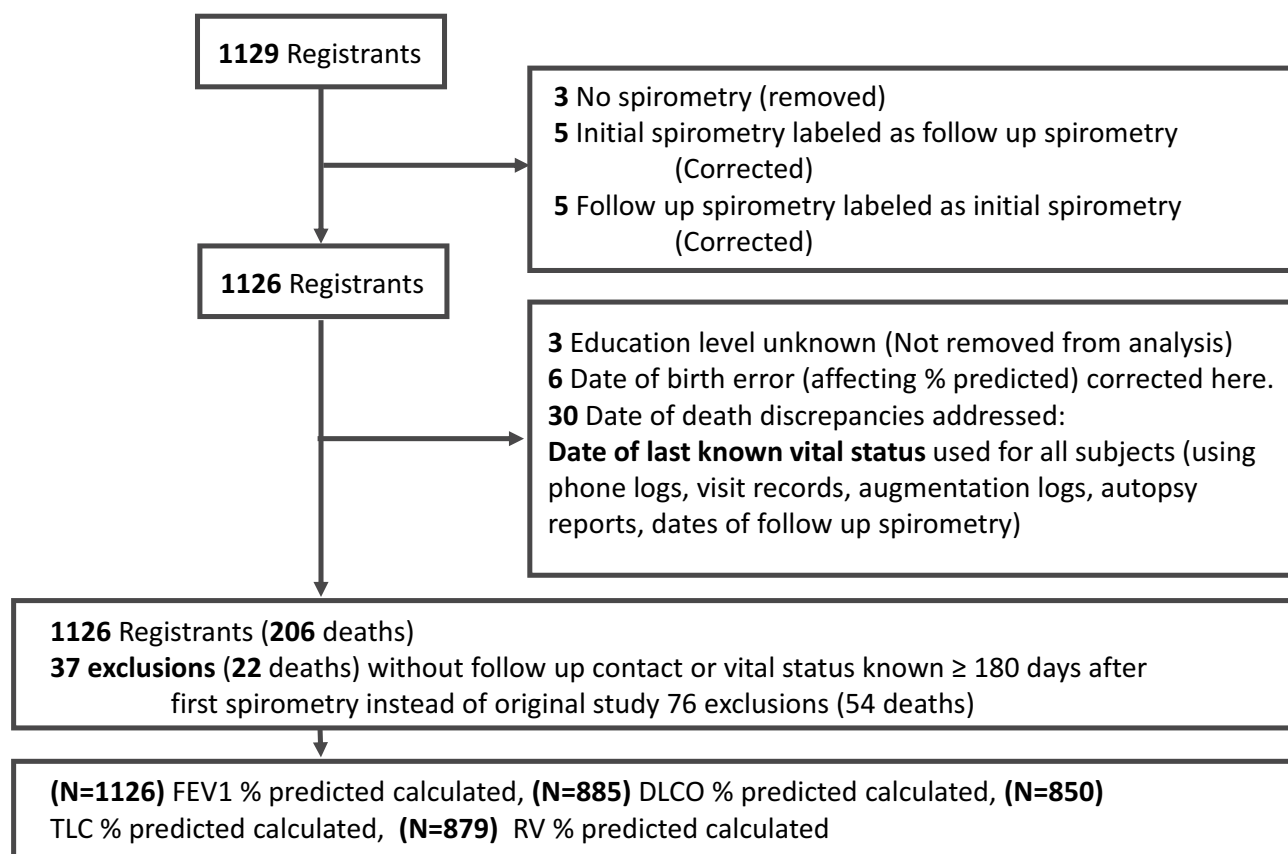 1129 Registrants
3 No spirometry (removed)
5 Initial spirometry labeled as follow up spirometry
(Corrected)
5 Follow up spirometry labeled as initial spirometry
(Corrected)
1126 Registrants
3 Education level unknown (Not removed from analysis)
6 Date of birth error (affecting % predicted) corrected here.
30 Date of death discrepancies addressed:
Date of last known vital status used for all subjects (using
phone logs, visit records, augmentation logs, autopsy
reports, dates of follow up spirometry)
1126 Registrants (206 deaths)
37 exclusions (22 deaths) without follow up contact or vital status known ≥ 180 days after
first spirometry instead of original study 76 exclusions (54 deaths)
(N=1126) FEV1 % predicted calculated, (N=885) DLCO % predicted calculated, (N=850)
TLC % predicted calculated, (N=879) RV % predicted calculated